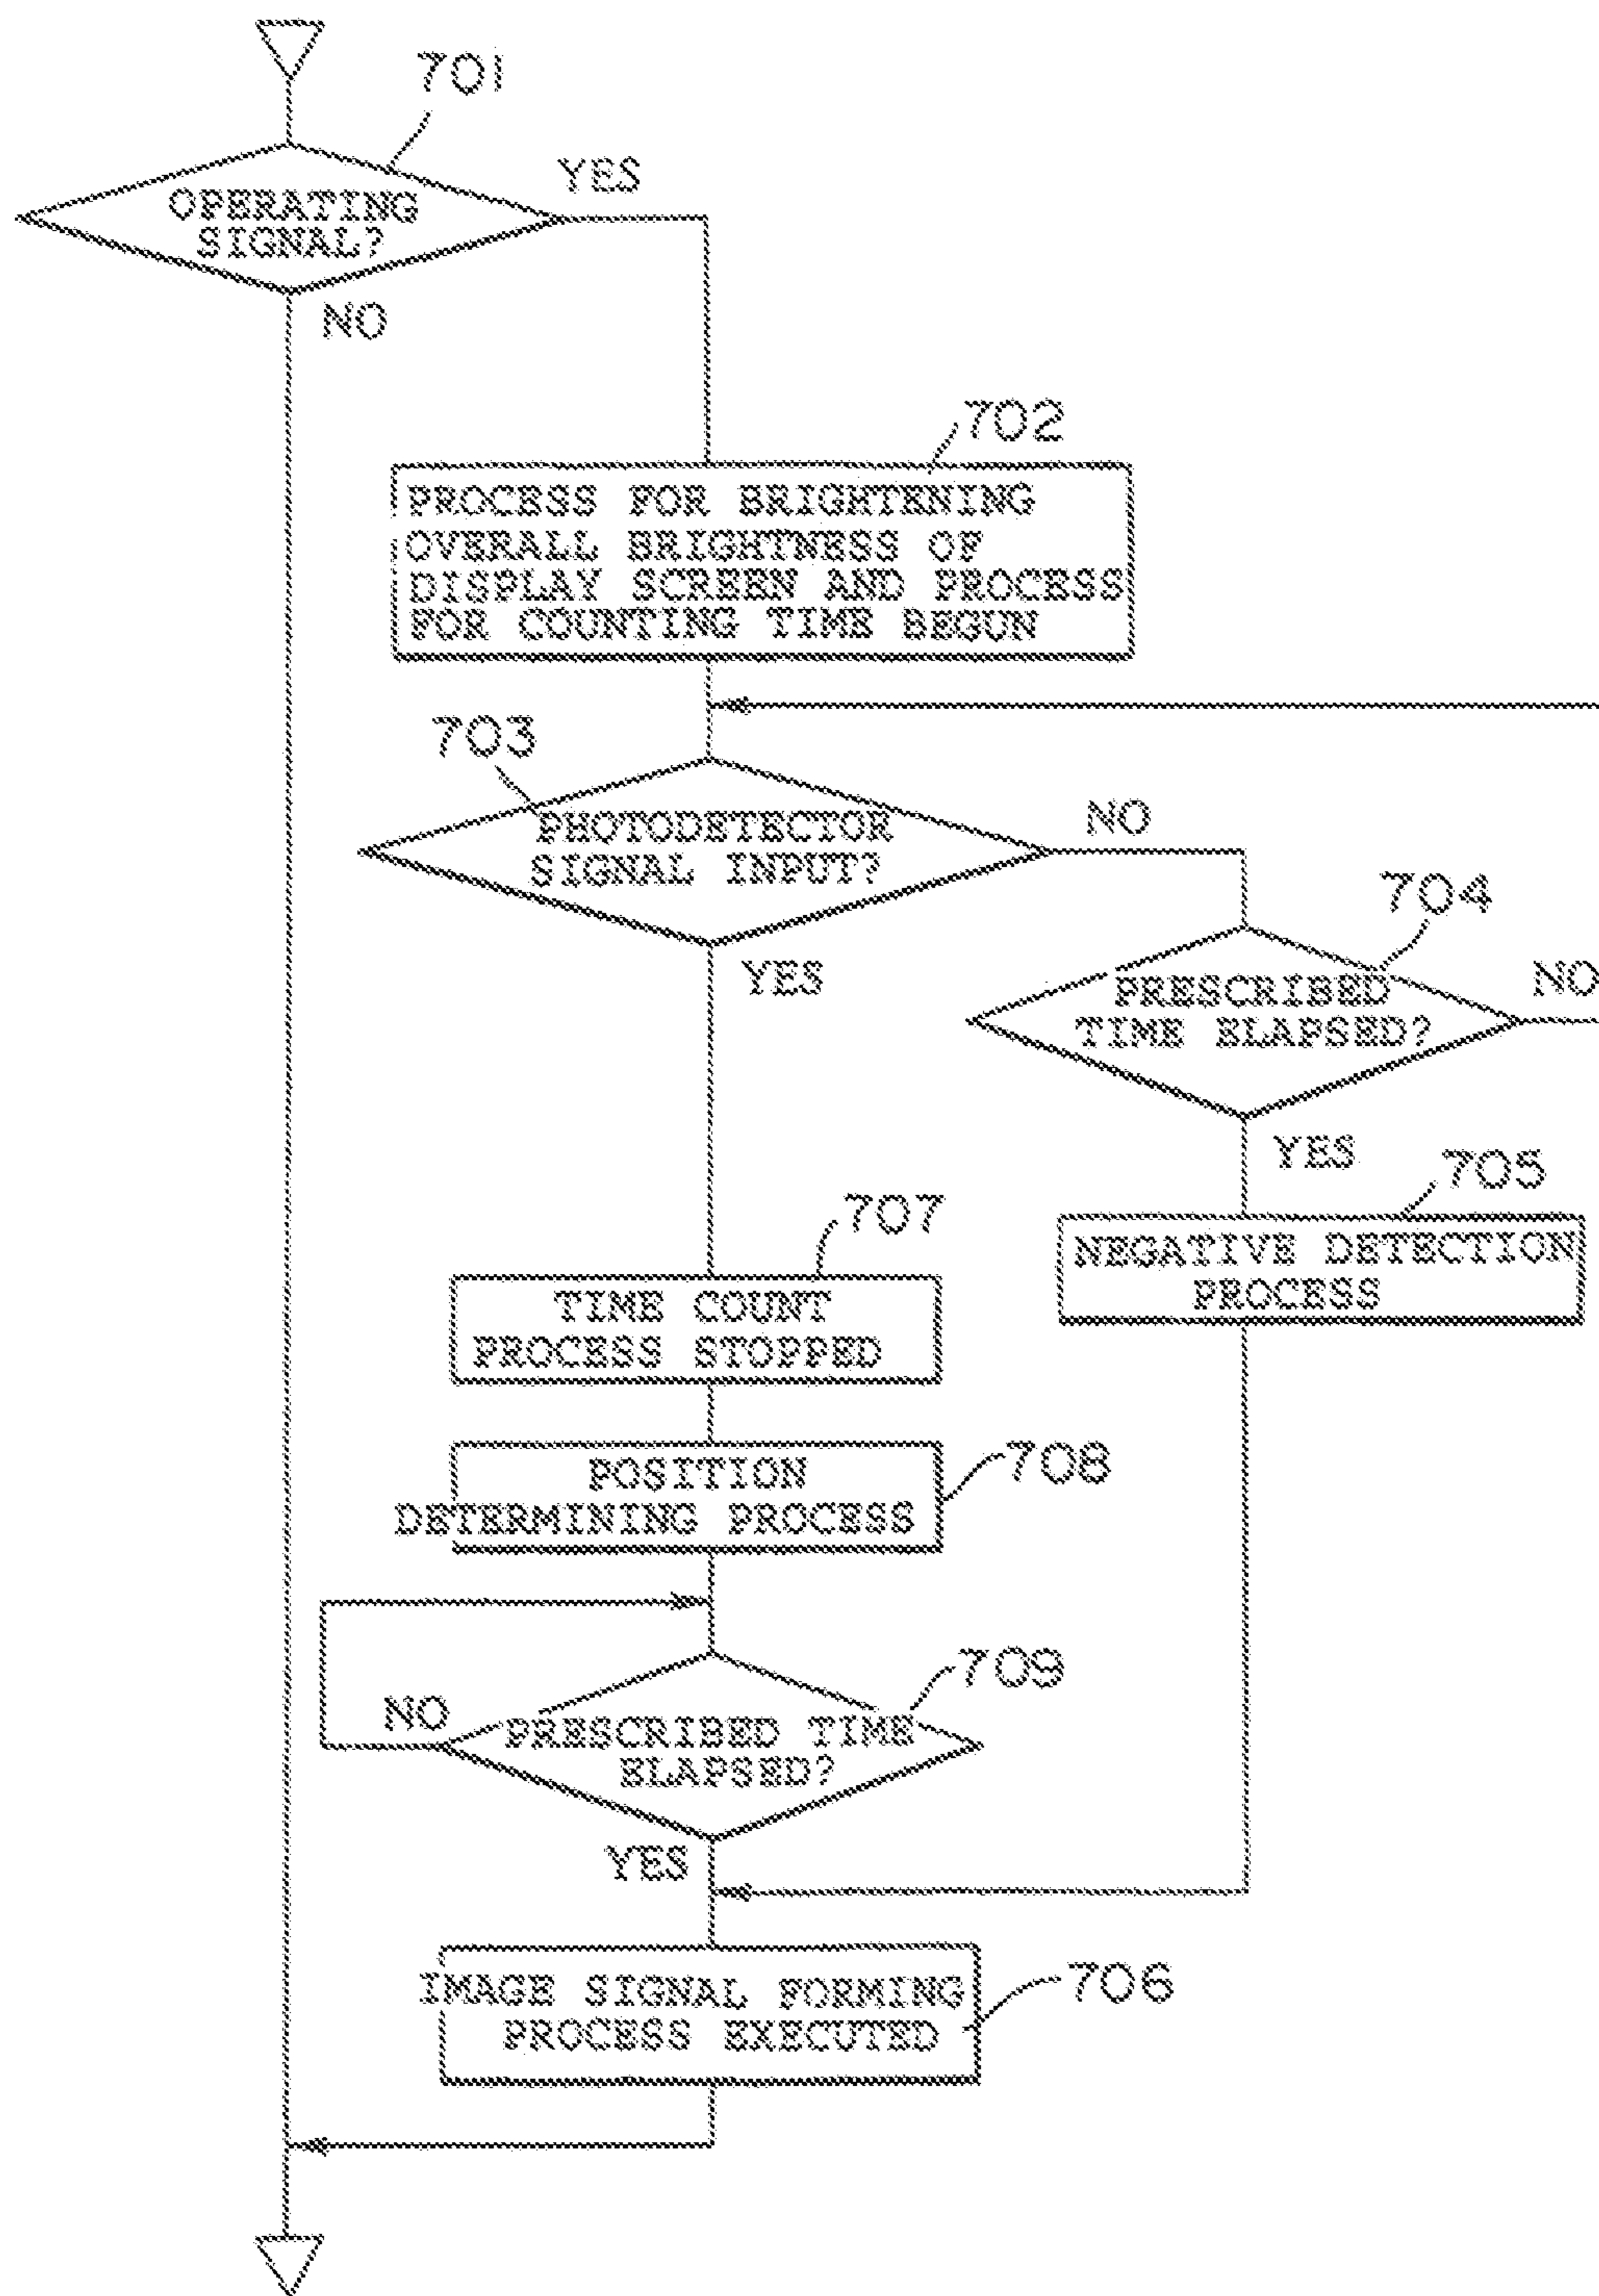 701
OPERATING
SIGNAL?
YES
NO
702
PROCESS FOR BRIGHTENING
OVERALL BRIGHTNESS OF
DISPLAY SCREEN AND PROCESS
FOR COUNTING TIME BEGUN
703
PHOTODETECTOR
SIGNAL INPUT?
NO
YES
704
PRESCRIBED
TIME ELAPSED?
NO
YES
705
NEGATIVE DETECTION
PROCESS
707
TIME COUNT
PROCESS STOPPED
708
POSITION
DETERMINING PROCESS
709
PRESCRIBED TIME
ELAPSED?
NO
YES
706
IMAGE SIGNAL FORMING
PROCESS EXECUTED